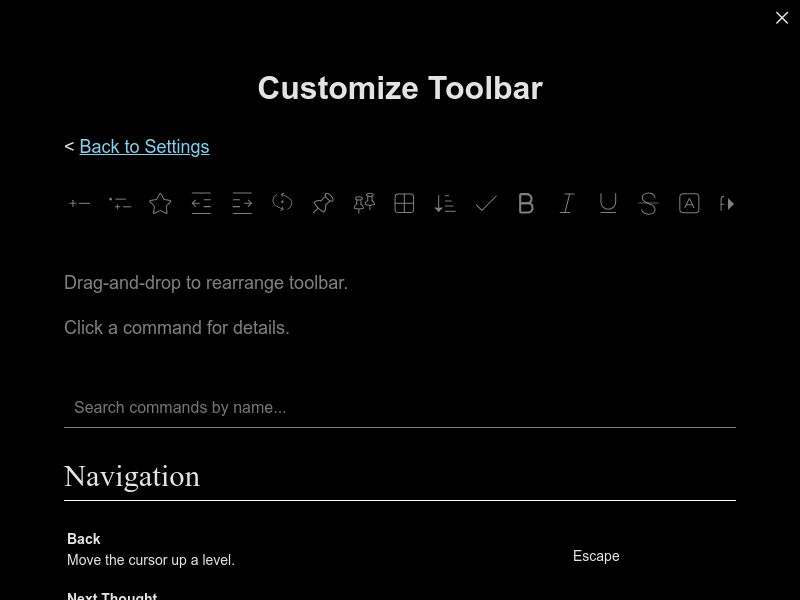 Customize Toolbar
< Back to Settings
Drag-and-drop to rearrange toolbar.
Click a command for details.
Search commands by name...
Navigation
Back
Move the cursor up a level.
Escape
Next Thought